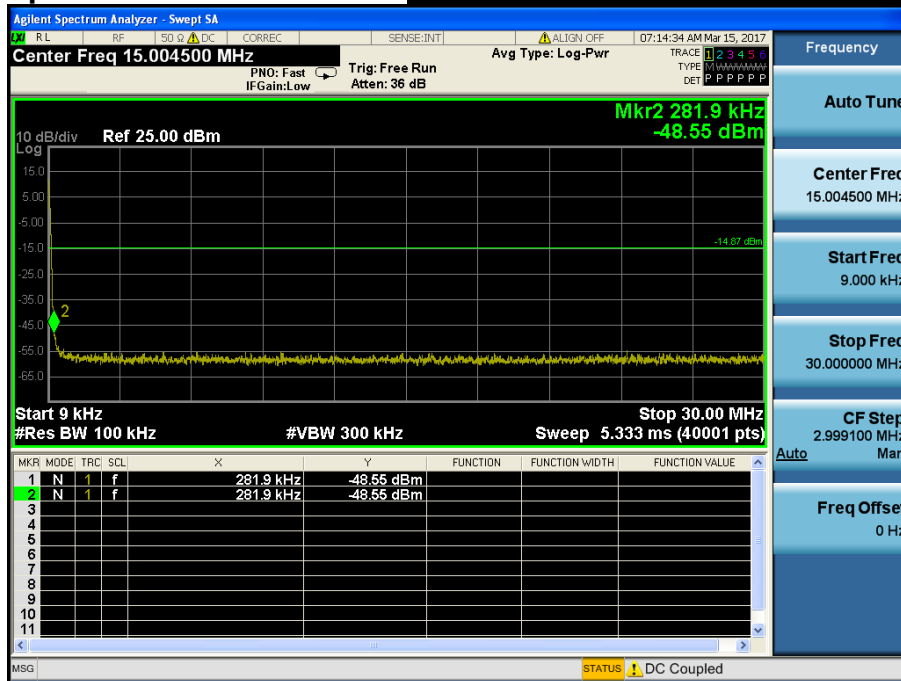 Agilent Spectrum Analyzer - Swept SA
LXI RL RF 50 Ω DC CORREC SENSE:INT ALIGN OFF 07:14:34 AM Mar 15, 2017
Center Freq 15.004500 MHz
PNO: Fast
IFGain:Low
Trig: Free Run
Atten: 36 dB
Avg Type: Log-Pwr
TRACE 1 2 3 4 5 6
TYPE M WWWWW
DET P P P P P P
Mkr2 281.9 kHz
-48.55 dBm
10 dB/div Ref 25.00 dBm
Log
15.0
5.00
-5.00
-15.0
-14.87 dBm
-25.0
-35.0
2
-45.0
-55.0
-65.0
Start 9 kHz Stop 30.00 MHz
#Res BW 100 kHz #VBW 300 kHz Sweep 5.333 ms (40001 pts)
MKR MODE TRC SCL X Y FUNCTION FUNCTION WIDTH FUNCTION VALUE
1 N 1 f 281.9 kHz -48.55 dBm
2 N 1 f 281.9 kHz -48.55 dBm
3
4
5
6
7
8
9
10
11
MSG STATUS DC Coupled
Frequency
Auto Tune
Center Freq
15.004500 MHz
Start Freq
9.000 kHz
Stop Freq
30.000000 MHz
CF Step
2.999100 MHz
Auto Man
Freq Offset
0 Hz